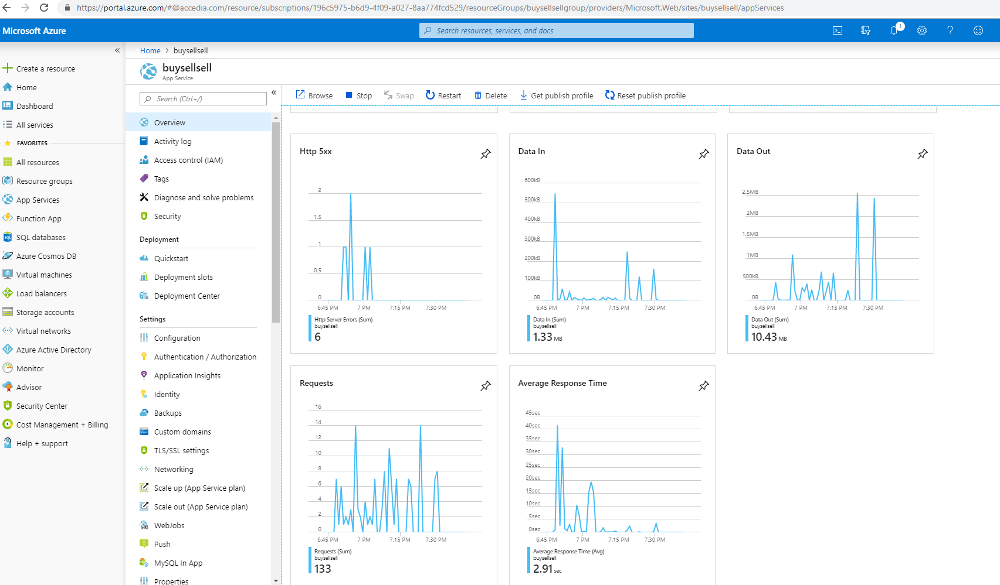 https://portal.azure.com/#@accedia.com/resource/subscriptions/196c5975-b6d9-4f09-a027-8aa774fcd529/resourceGroups/buysellsellgroup/providers/Microsoft.Web/sites/buysellsell/appServices
Microsoft Azure
Search resources, services, and docs
1
«
Create a resource
Home
Dashboard
All services
FAVORITES
All resources
Resource groups
App Services
Function App
SQL databases
Azure Cosmos DB
Virtual machines
Load balancers
Storage accounts
Virtual networks
Azure Active Directory
Monitor
Advisor
Security Center
Cost Management + Billing
Help + support
Home > buysellsell
buysellsell
App Service
Search (Ctrl+/)
«
Overview
Activity log
Access control (IAM)
Tags
Diagnose and solve problems
Security
Deployment
Quickstart
Deployment slots
Deployment Center
Settings
Configuration
Authentication / Authorization
Application Insights
Identity
Backups
Custom domains
TLS/SSL settings
Networking
Scale up (App Service plan)
Scale out (App Service plan)
WebJobs
Push
MySQL In App
Properties
Browse Stop Swap Restart Delete Get publish profile Reset publish profile
Http 5xx
2
1.5
1
0.5
0
6:45 PM 7 PM 7:15 PM 7:30 PM
Http Server Errors (Sum)
buysellsell
6
Data In
600kB
500kB
400kB
300kB
200kB
100kB
0B
6:45 PM 7 PM 7:15 PM 7:30 PM
Data In (Sum)
buysellsell
1.33 MB
Data Out
2.5MB
2MB
1.5MB
1MB
500kB
0B
6:45 PM 7 PM 7:15 PM 7:30 PM
Data Out (Sum)
buysellsell
10.43 MB
Requests
16
14
12
10
8
6
4
2
0
6:45 PM 7 PM 7:15 PM 7:30 PM
Requests (Sum)
buysellsell
133
Average Response Time
45sec
40sec
35sec
30sec
25sec
20sec
15sec
10sec
5sec
0sec
6:45 PM 7 PM 7:15 PM 7:30 PM
Average Response Time (Avg)
buysellsell
2.91 sec